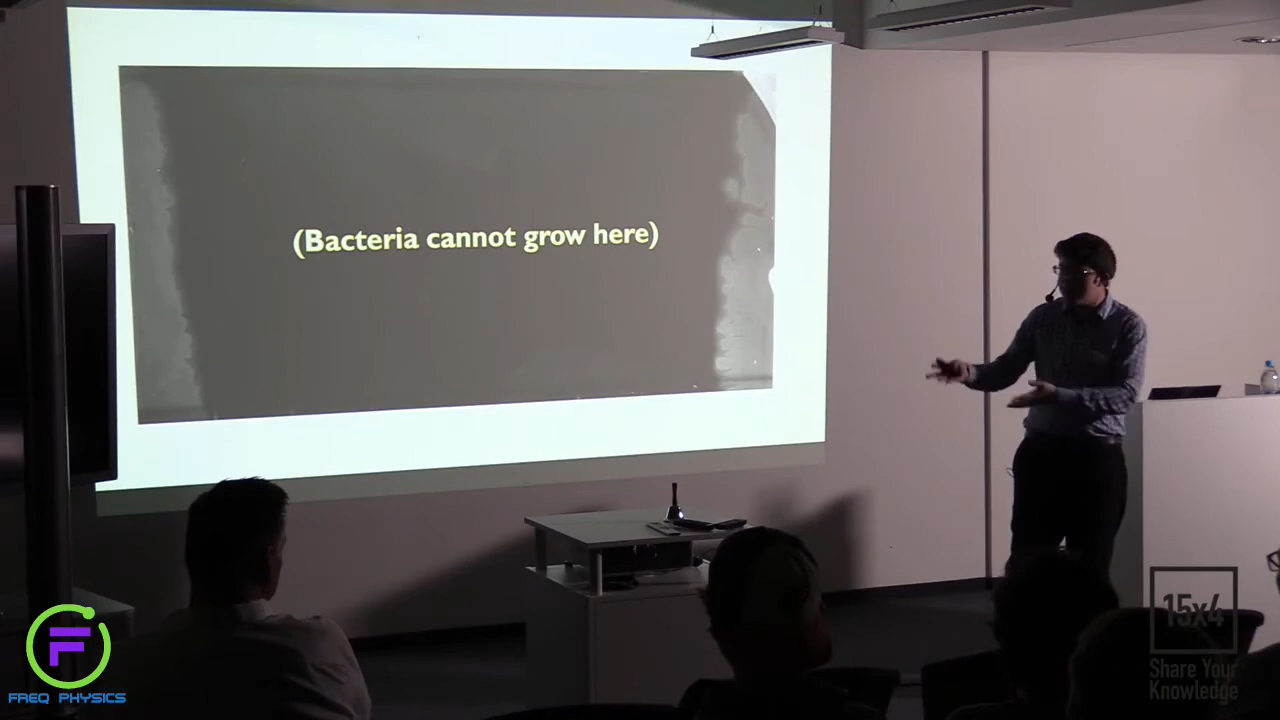 (Bacteria cannot grow here)
F
FREQ PHYSICS
15x4
Share Your
Knowledge